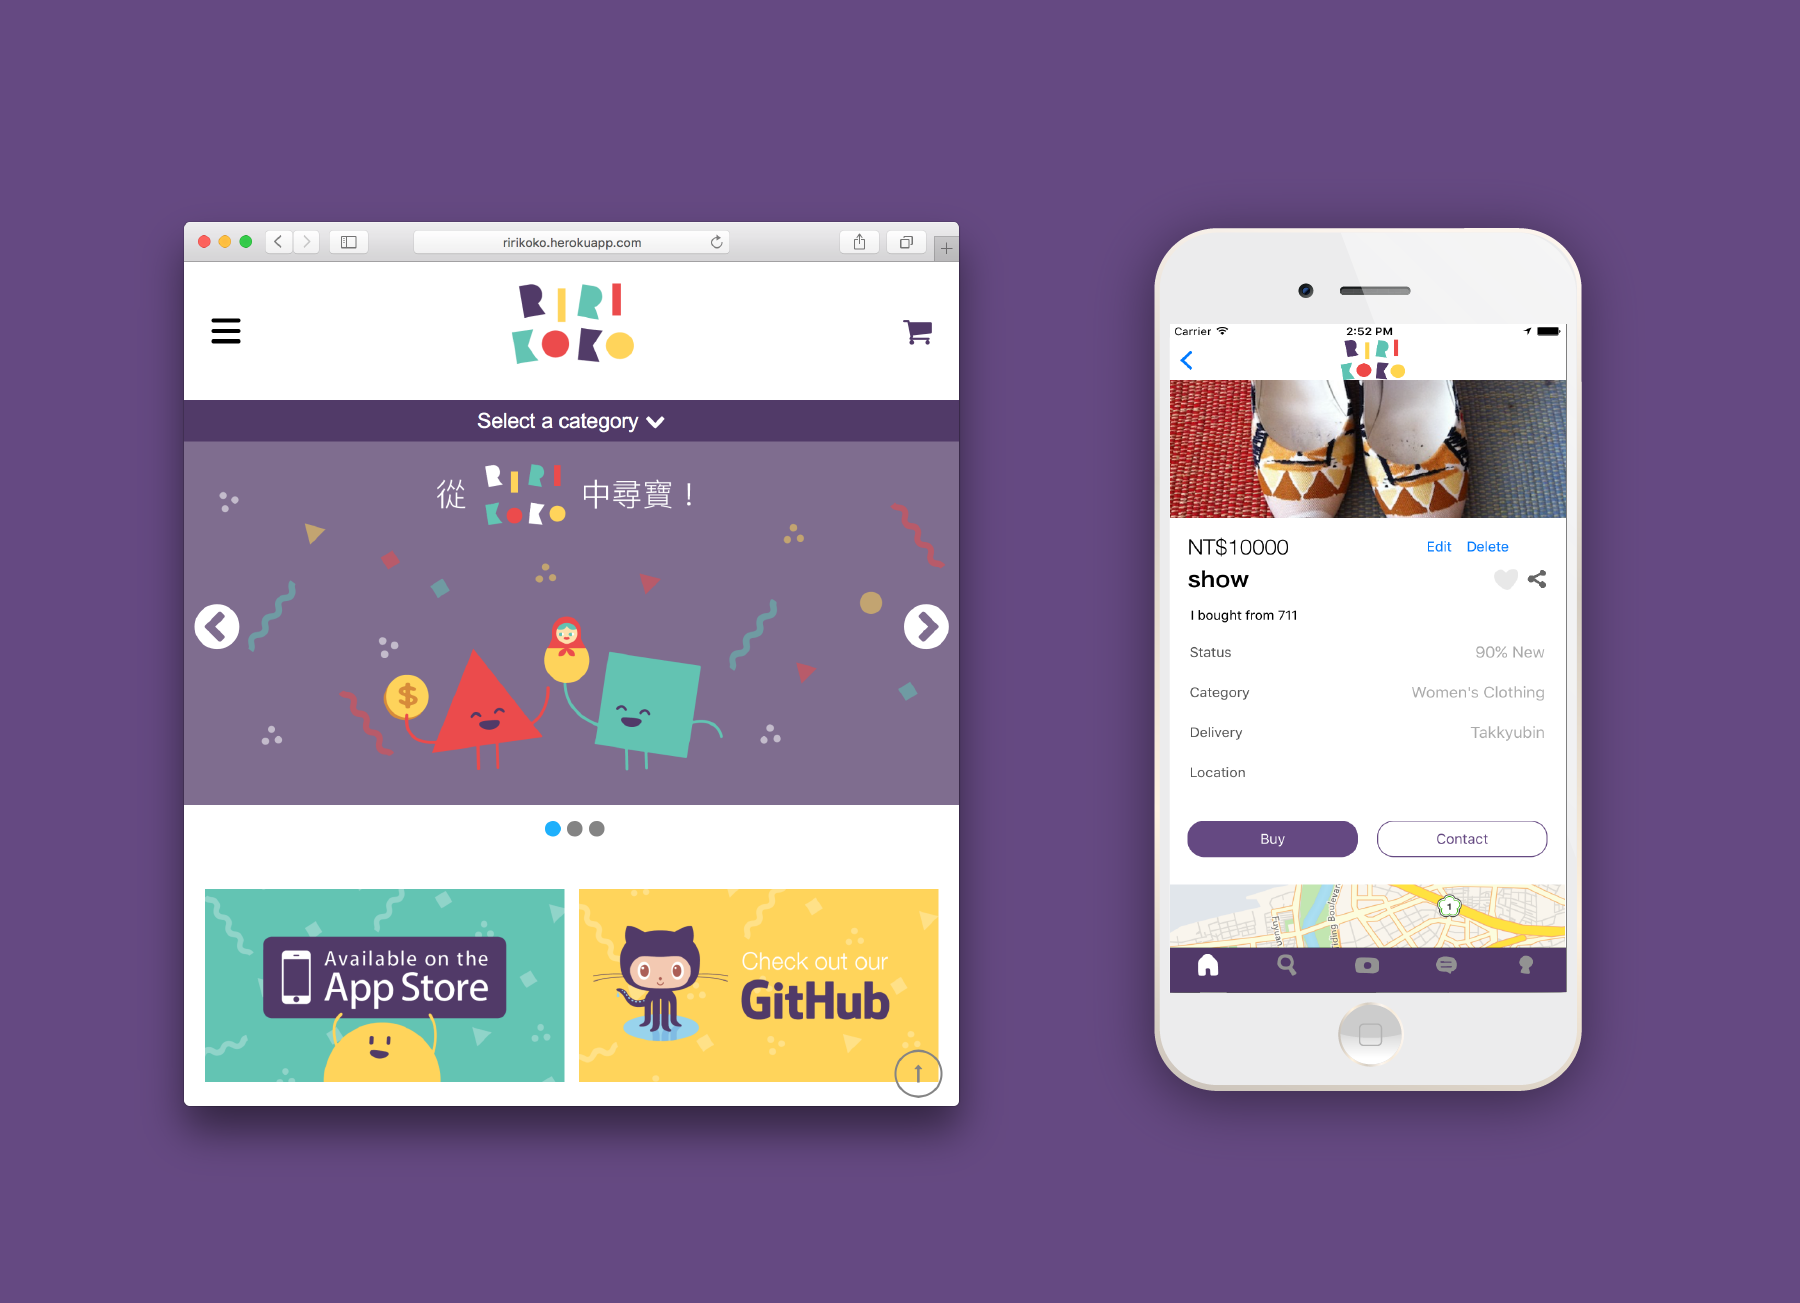 ririkoko.herokuapp.com
RIRI
KOKO
Select a category
從 RIRI KOKO 中尋寶！
$
Available on the
App Store
Check out our
GitHub
Carrier
2:52 PM
RIRI
KOKO
NT$10000
Edit Delete
show
I bought from 711
Status 90% New
Category Women's Clothing
Delivery Takkyubin
Location
Buy
Contact
1